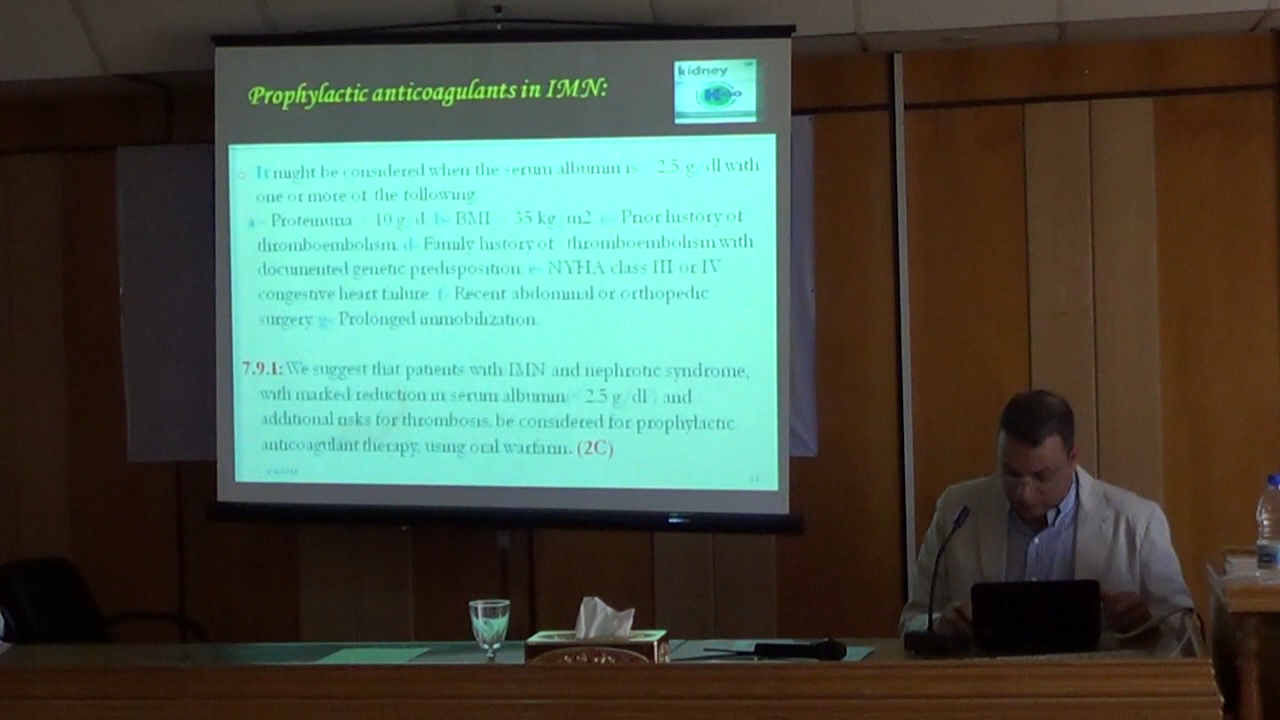 Prophylactic anticoagulants in IMN:
kidney
It might be considered when the serum albumin is 2.5 g dl with
one or more of the following
a- Proteinuria 10 g d b- BMI 35 kg m2 c- Prior history of
thromboembolism. d- Family history of thromboembolism with
documented genetic predisposition. e- NYHA class III or IV
congestive heart failure. f- Recent abdominal or orthopedic
surgery. g- Prolonged immobilization.
7.9.1: We suggest that patients with IMN and nephrotic syndrome,
with marked reduction in serum albumin 2.5 g dl ) and
additional risks for thrombosis, be considered for prophylactic
anticoagulant therapy, using oral warfarin. (2C)